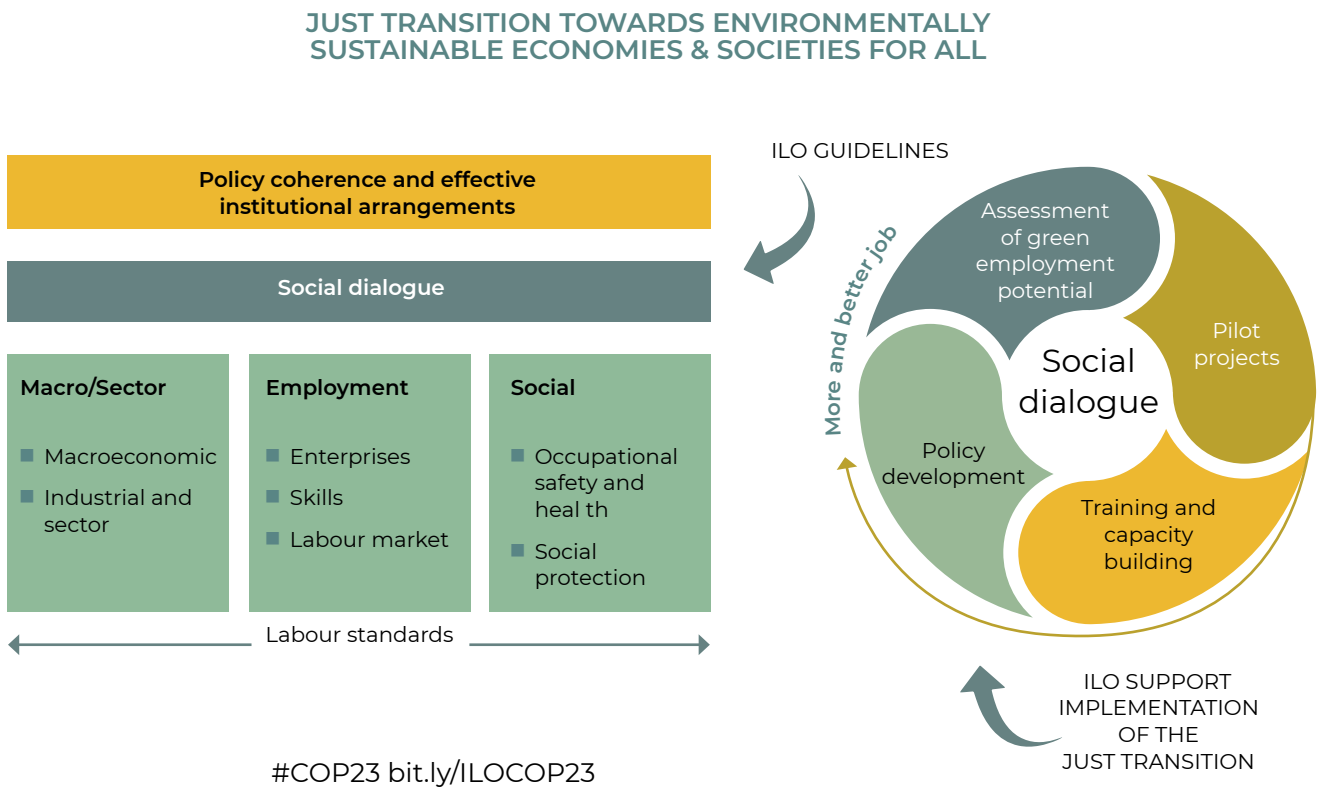 JUST TRANSITION TOWARDS ENVIRONMENTALLY
SUSTAINABLE ECONOMIES & SOCIETIES FOR ALL
Policy coherence and effective
institutional arrangements
Social dialogue
Macro/Sector
Macroeconomic
Industrial and
sector
Employment
Enterprises
Skills
Labour market
Social
Occupational
safety and
heal th
Social
protection
Labour standards
#COP23 bit.ly/ILOCOP23
ILO GUIDELINES
More and better job
Assessment
of green
employment
potential
Pilot
projects
Social
dialogue
Policy
development
Training and
capacity
building
ILO SUPPORT
IMPLEMENTATION
OF THE
JUST TRANSITION